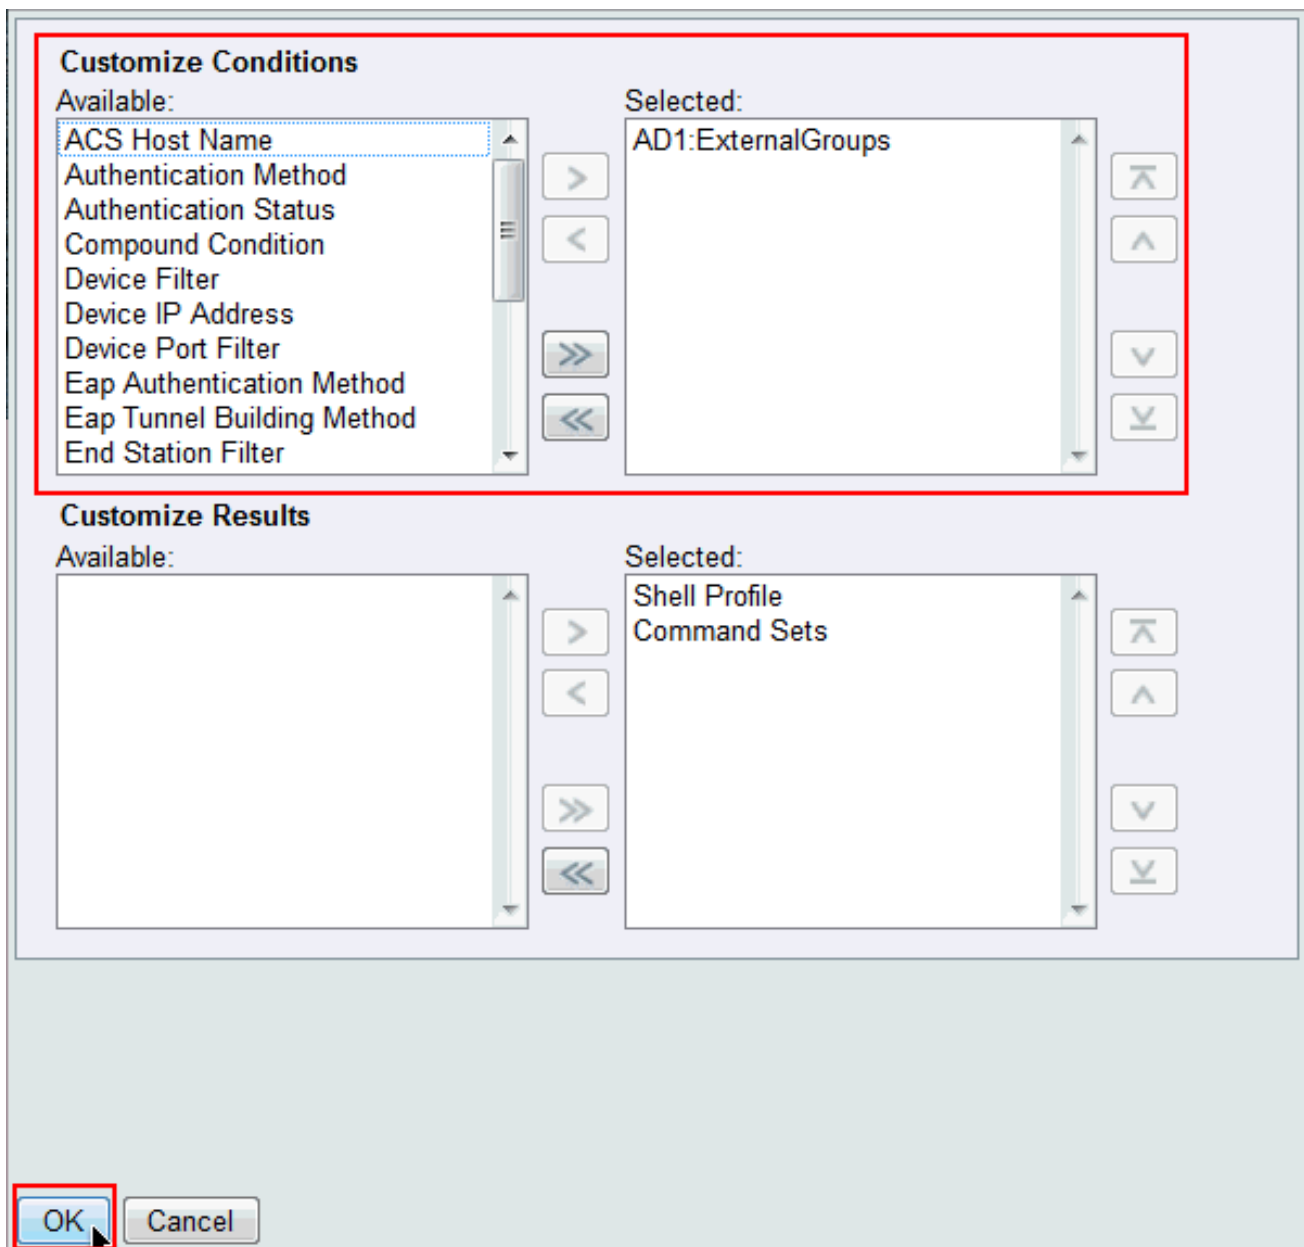 Customize Conditions
Available:
Selected:
ACS Host Name
Authentication Method
Authentication Status
Compound Condition
Device Filter
Device IP Address
Device Port Filter
Eap Authentication Method
Eap Tunnel Building Method
End Station Filter
AD1:ExternalGroups
Customize Results
Available:
Selected:
Shell Profile
Command Sets
OK
Cancel